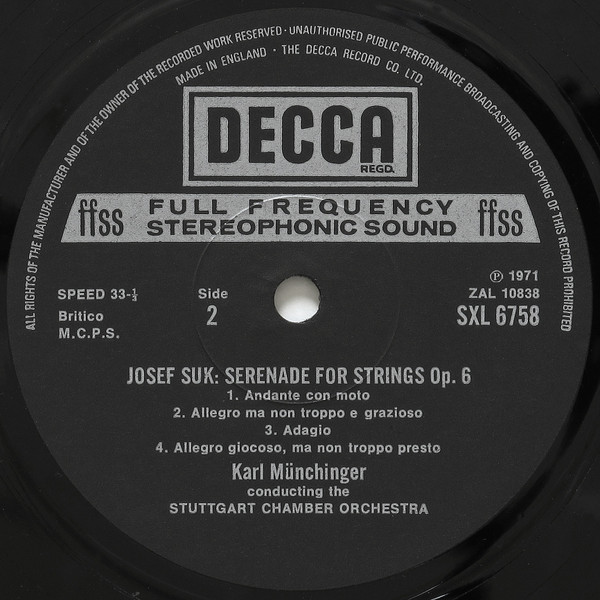 ALL RIGHTS OF THE MANUFACTURER AND OF THE OWNER OF THE RECORDED WORK RESERVED · UNAUTHORISED PUBLIC PERFORMANCE BROADCASTING AND COPYING OF THIS RECORD PROHIBITED
MADE IN ENGLAND · THE DECCA RECORD CO. LTD.
DECCA
REGD.
ffss FULL FREQUENCY STEREOPHONIC SOUND ffss
℗ 1971
SPEED 33-⅓ Side ZAL 10838
Britico 2 SXL 6758
M.C.P.S.
JOSEF SUK: SERENADE FOR STRINGS Op. 6
1. Andante con moto
2. Allegro ma non troppo e grazioso
3. Adagio
4. Allegro giocoso, ma non troppo presto
Karl Münchinger
conducting the
STUTTGART CHAMBER ORCHESTRA